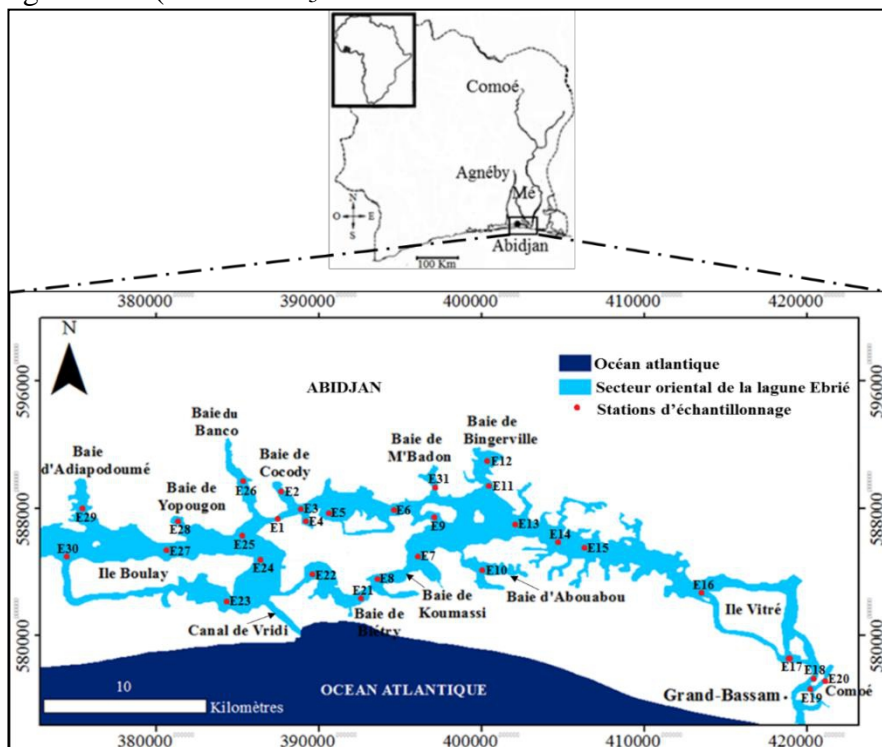 Comoé
Agnéby
Mé
N
O
E
S
Abidjan
100 Km
380000
390000
400000
410000
420000
N
596000
588000
580000
596000
588000
580000
ABIDJAN
Océan atlantique
Secteur oriental de la lagune Ebrié
Stations d'échantillonnage
Baie du
Banco
Baie
d'Adiapodoumé
Baie de
Yopougon
Baie de
Cocody
Baie de
M'Badon
Baie de
Bingerville
E12
E11
E31
E26
E2
E29
E28
E3
E4
E5
E6
E9
E13
E1
E25
E27
E30
E14
E15
E24
E7
Ile Boulay
E22
E8
E10
E21
E23
E16
Ile Vitré
Baie de
Koumassi
Baie d'Abouabou
Baie de
Biétry
Canal de Vridi
E17
E18
E20
E19
Comoé
Grand-Bassam
OCEAN ATLANTIQUE
10
Kilomètres
380000
390000
400000
410000
420000